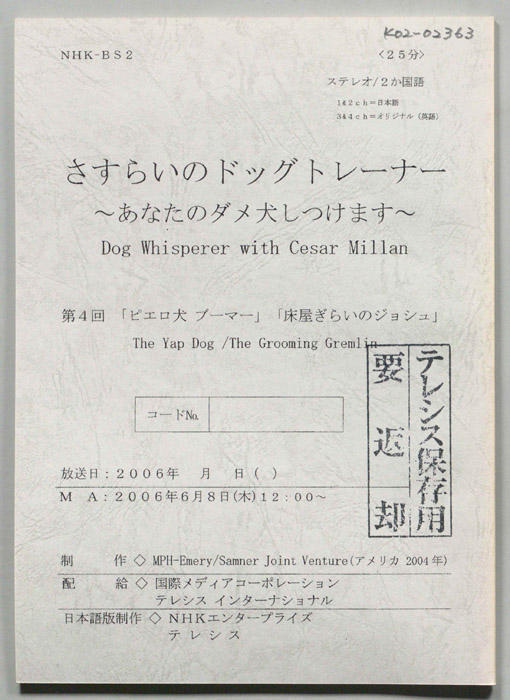 K02-02363
NHK-BS2 〈25分〉
ステレオ/2か国語
1&2ch=日本語
3&4ch=オリジナル(英語)
さすらいのドッグトレーナー
～あなたのダメ犬しつけます～
Dog Whisperer with Cesar Millan
第4回 「ピエロ犬 ブーマー」「床屋ぎらいのジョシュ」
The Yap Dog /The Grooming Gremlin
コードNo.
テレシス保存用
要返却
放送日：2006年 月 日( )
M A：2006年6月8日(木)12:00～
制 作 ◇ MPH-Emery/Samner Joint Venture(アメリカ 2004年)
配 給 ◇ 国際メディアコーポレーション
テレシス インターナショナル
日本語版制作 ◇ NHKエンタープライズ
テレシス